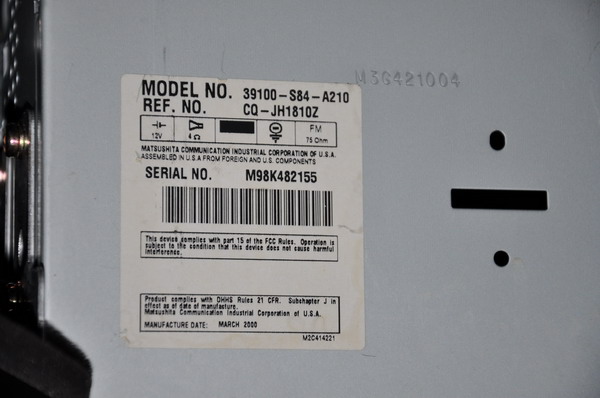 M36421004
MODEL NO. 39100-S84-A210
REF. NO. CQ-JH1810Z
12V 4Ω FM 75 Ohm
MATSUSHITA COMMUNICATION INDUSTRIAL CORPORATION OF U.S.A.
ASSEMBLED IN U.S.A FROM FOREIGN AND U.S. COMPONENTS
SERIAL NO. M98K482155
This device complies with part 15 of the FCC Rules. Operation is
subject to the condition that this device does not cause harmful
interference.
Product complies with DHHS Rules 21 CFR. Subchapter J in
effect as of date of manufacture.
Matsushita Communication Industrial Corporation of U.S.A.
MANUFACTURE DATE: MARCH 2000
M2C414221